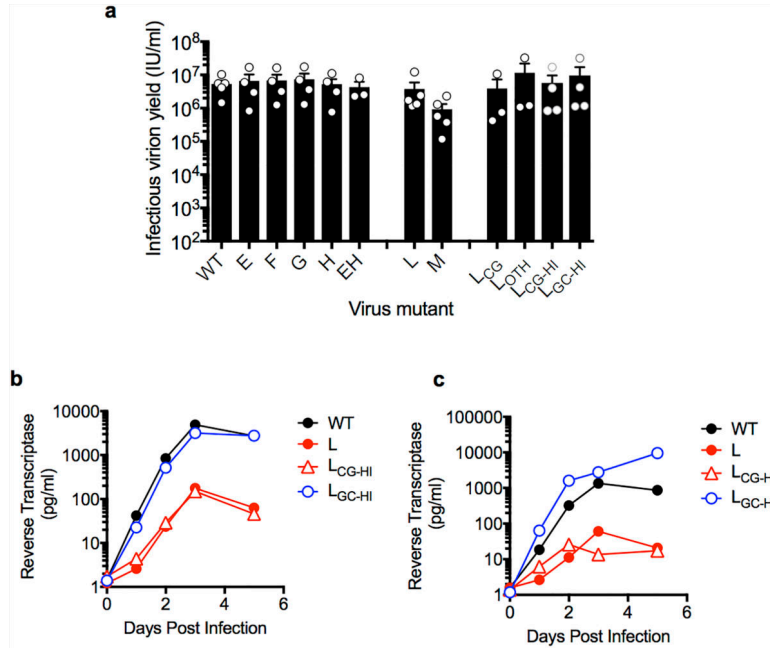 a
Infectious virion yield (IU/ml)
10^8
10^7
10^6
10^5
10^4
10^3
10^2
WT
E
F
G
H
EH
L
M
L_CG
L_OTH
L_CG-HI
L_GC-HI
Virus mutant
b
Reverse Transcriptase
(pg/ml)
10000
1000
100
10
1
0
2
4
6
Days Post Infection
WT
L
L_CG-HI
L_GC-HI
c
Reverse Transcriptase
(pg/ml)
100000
10000
1000
100
10
1
0
2
4
6
Days Post Infection
WT
L
L_CG-H
L_GC-H